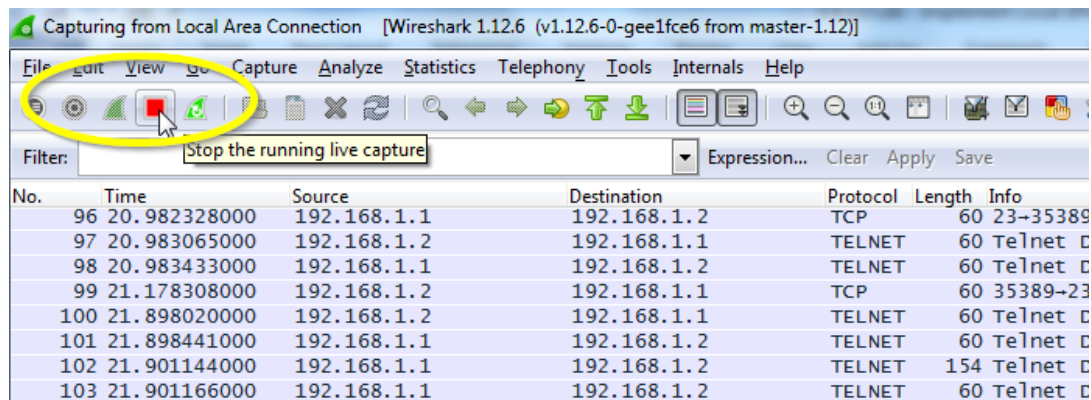 Capturing from Local Area Connection [Wireshark 1.12.6 (v1.12.6-0-gee1fce6 from master-1.12)]
File Edit View Go Capture Analyze Statistics Telephony Tools Internals Help
Stop the running live capture
Filter: Expression... Clear Apply Save
No. Time Source Destination Protocol Length Info
96 20.982328000 192.168.1.1 192.168.1.2 TCP 60 23→35389
97 20.983065000 192.168.1.2 192.168.1.1 TELNET 60 Telnet D
98 20.983433000 192.168.1.1 192.168.1.2 TELNET 60 Telnet D
99 21.178308000 192.168.1.2 192.168.1.1 TCP 60 35389→23
100 21.898020000 192.168.1.2 192.168.1.1 TELNET 60 Telnet D
101 21.898441000 192.168.1.1 192.168.1.2 TELNET 60 Telnet D
102 21.901144000 192.168.1.1 192.168.1.2 TELNET 154 Telnet D
103 21.901166000 192.168.1.1 192.168.1.2 TELNET 60 Telnet D